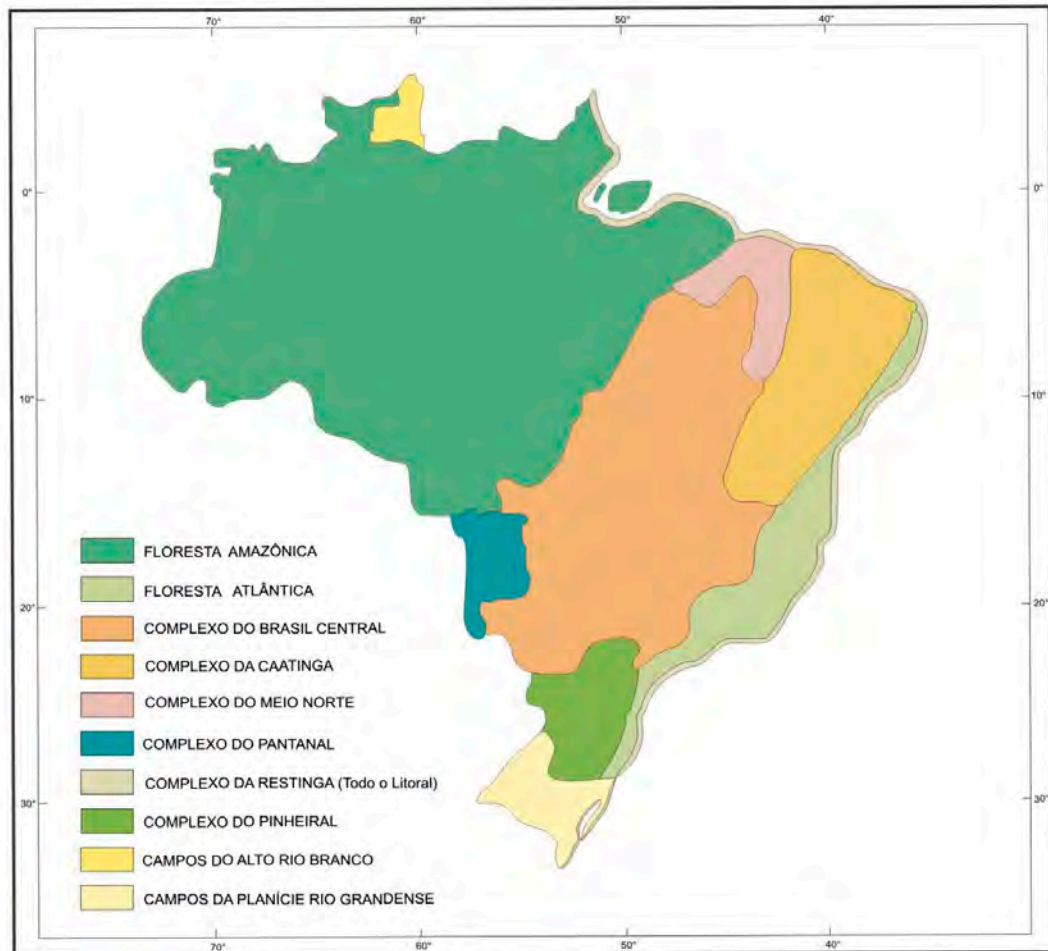 70° 60° 50° 40°
0° 0°
10° 10°
FLORESTA AMAZÔNICA
FLORESTA ATLÂNTICA
20° 20°
COMPLEXO DO BRASIL CENTRAL
COMPLEXO DA CAATINGA
COMPLEXO DO MEIO NORTE
COMPLEXO DO PANTANAL
COMPLEXO DA RESTINGA (Todo o Litoral)
30° 30°
COMPLEXO DO PINHEIRAL
CAMPOS DO ALTO RIO BRANCO
CAMPOS DA PLANÍCIE RIO GRANDENSE
70° 60° 50° 40°